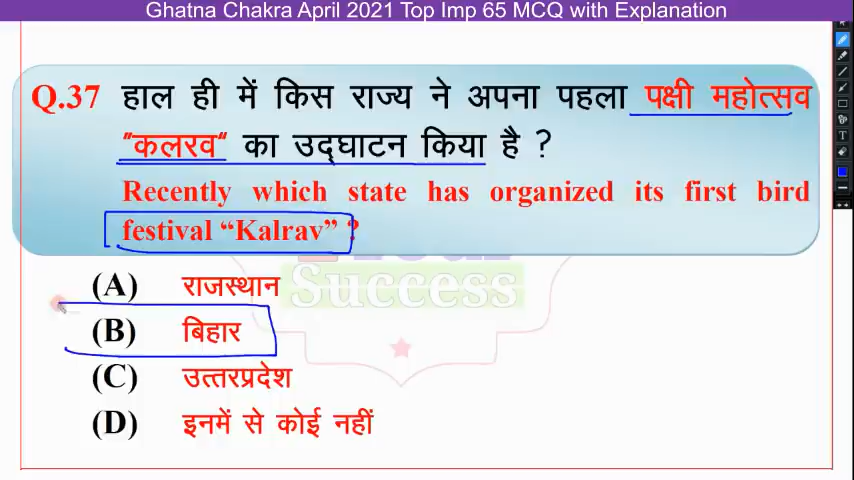 Ghatna Chakra April 2021 Top Imp 65 MCQ with Explanation
Q.37 हाल ही में किस राज्य ने अपना पहला पक्षी महोत्सव
"कलरव" का उद्घाटन किया है ?
Recently which state has organized its first bird
festival “Kalrav” ?
(A) राजस्थान
Success
(B) बिहार
(C) उत्तरप्रदेश
(D) इनमें से कोई नहीं